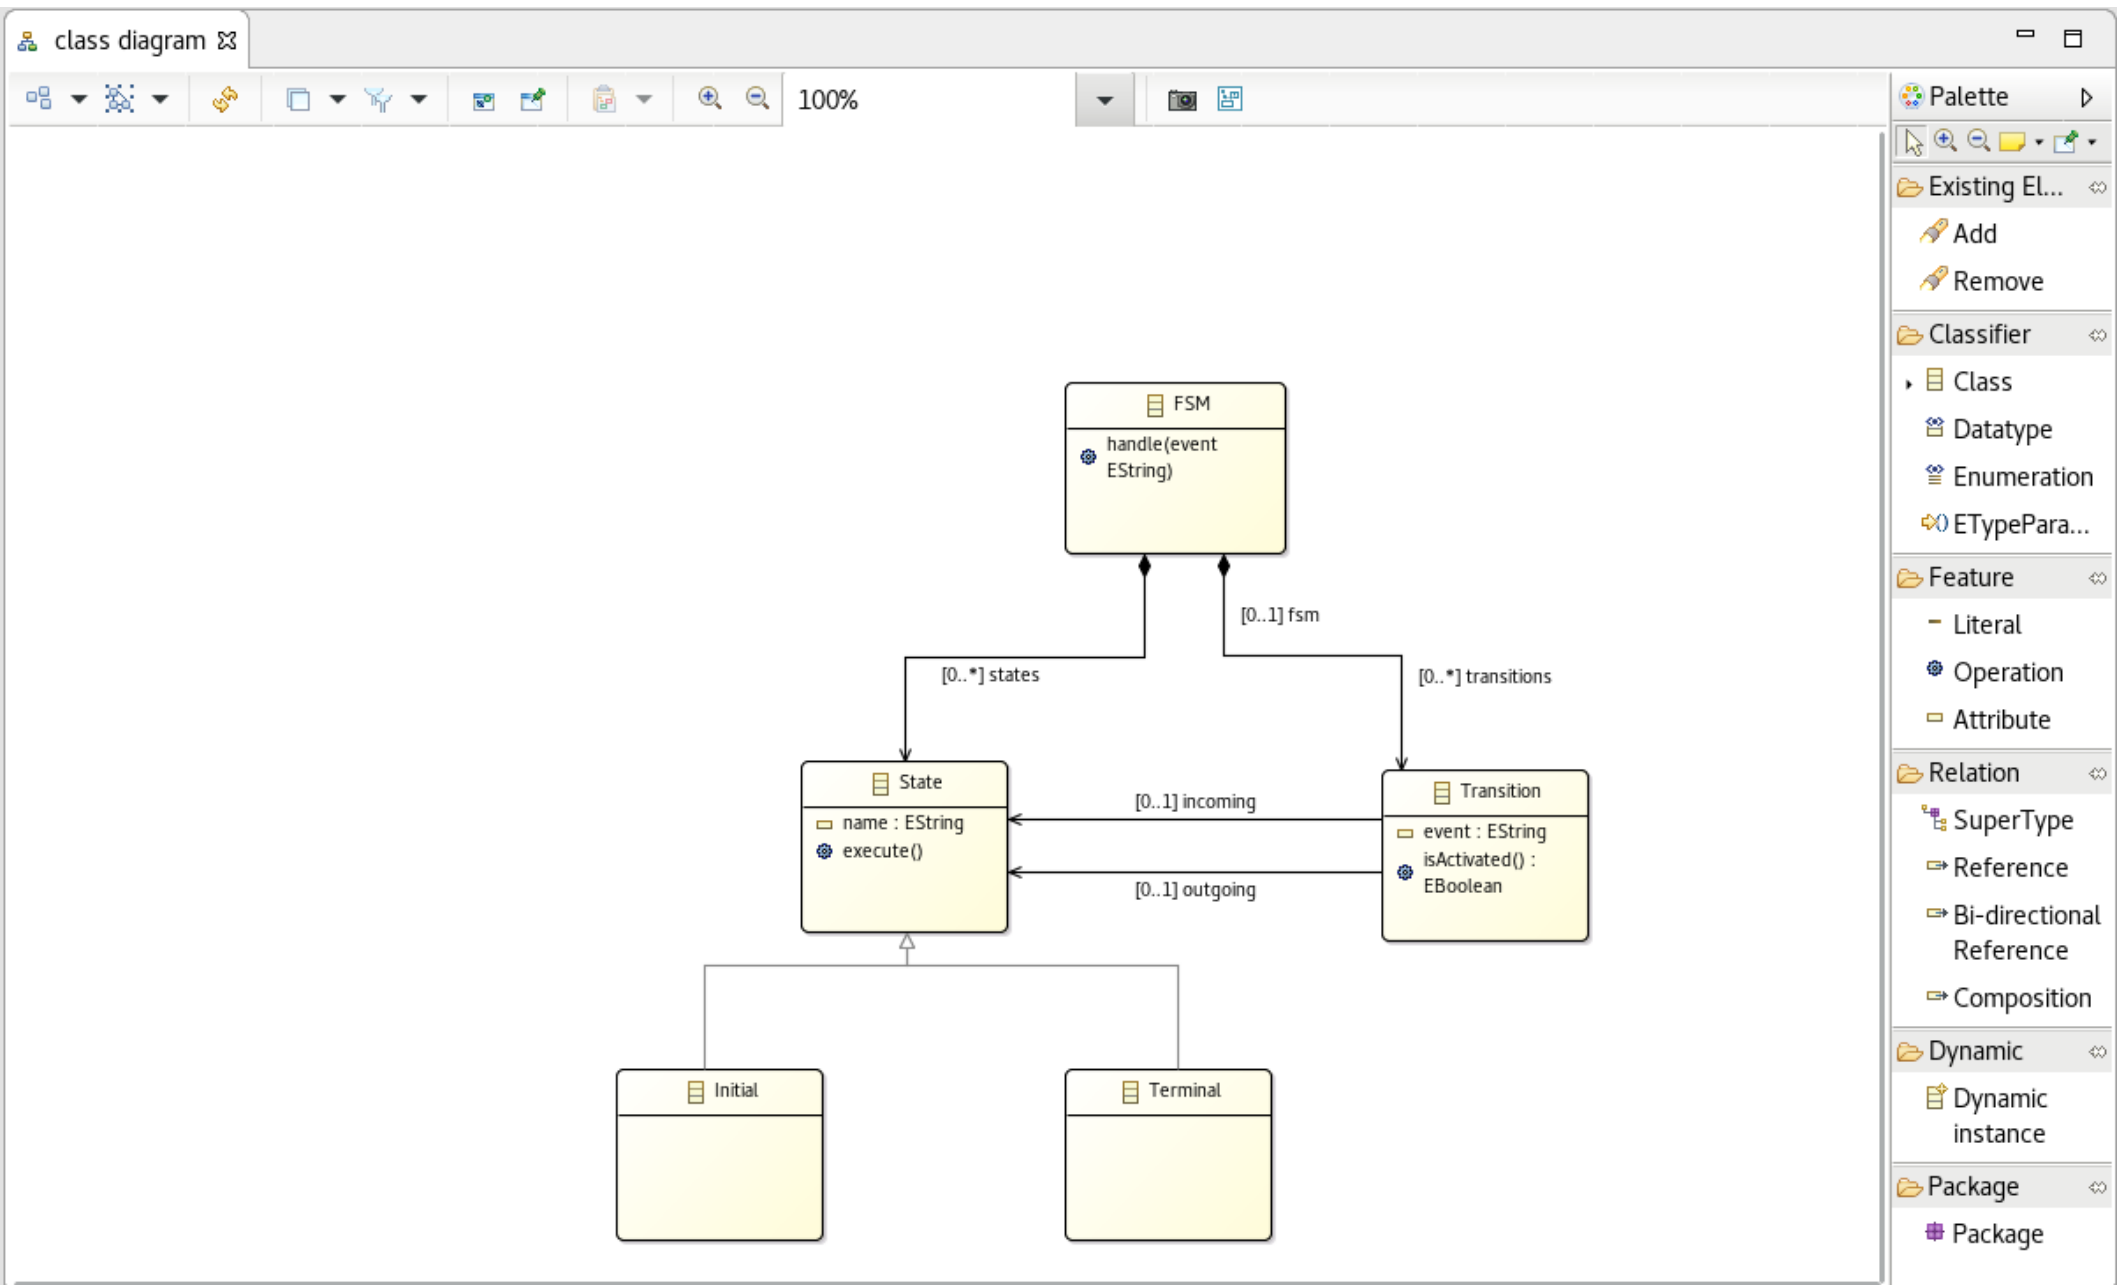 class diagram
100%
Palette
Existing El...
Add
Remove
Classifier
Class
Datatype
Enumeration
ETypePara...
Feature
Literal
Operation
Attribute
Relation
SuperType
Reference
Bi-directional
Reference
Composition
Dynamic
Dynamic
instance
Package
Package
FSM
handle(event
EString)
[0..1] fsm
[0..*] states
[0..*] transitions
State
name : EString
execute()
[0..1] incoming
[0..1] outgoing
Transition
event : EString
isActivated() :
EBoolean
Initial
Terminal